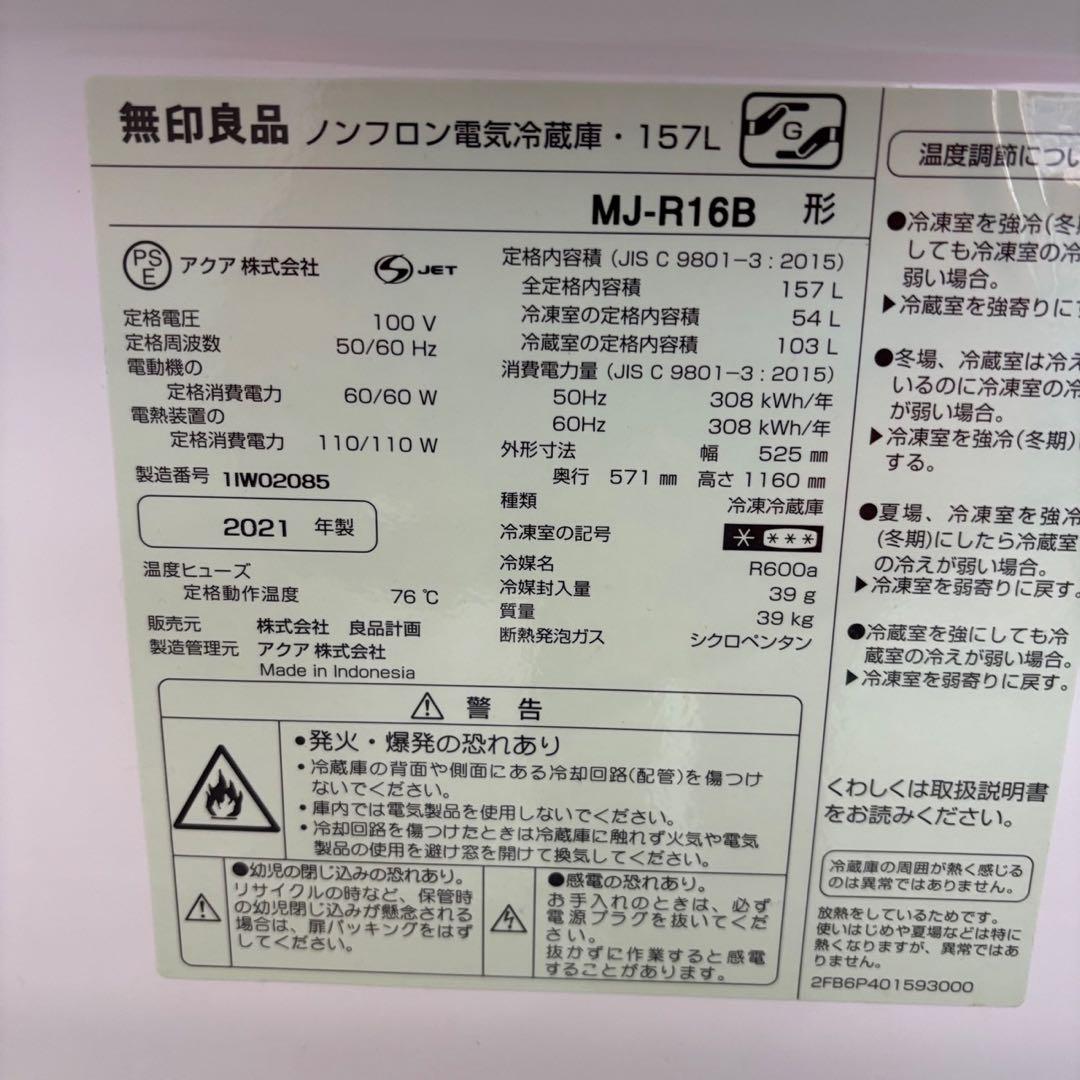 無印良品 ノンフロン電気冷蔵庫・157L
G
MJ-R16B 形
PS
E
アクア株式会社
JET
定格電圧 100 V
定格周波数 50/60 Hz
電動機の
定格消費電力 60/60 W
電熱装置の
定格消費電力 110/110 W
製造番号 1IW02085
2021 年製
温度ヒューズ
定格動作温度 76 ℃
販売元 株式会社 良品計画
製造管理元 アクア株式会社
Made in Indonesia
定格内容積 (JIS C 9801-3 : 2015)
全定格内容積 157 L
冷凍室の定格内容積 54 L
冷蔵室の定格内容積 103 L
消費電力量 (JIS C 9801-3 : 2015)
50Hz 308 kWh/年
60Hz 308 kWh/年
外形寸法 幅 525 mm
奥行 571 mm 高さ 1160 mm
種類 冷凍冷蔵庫
冷凍室の記号 * ***
冷媒名 R600a
冷媒封入量 39 g
質量 39 kg
断熱発泡ガス シクロペンタン
警告
•発火・爆発の恐れあり
・冷蔵庫の背面や側面にある冷却回路(配管)を傷つけ
ないでください。
・庫内では電気製品を使用しないでください。
・冷却回路を傷つけたときは冷蔵庫に触れず火気や電気
製品の使用を避け窓を開けて換気してください。
●幼児の閉じ込みの恐れあり。
リサイクルの時など、保管時
の幼児閉じ込みが懸念される
場合は、扉パッキングをはず
してください。
●感電の恐れあり。
お手入れのときは、必ず
電源プラグを抜いてくだ
さい。
抜かずに作業すると感電
することがあります。
温度調節につい
●冷凍室を強冷(冬期
しても冷凍室の冷
弱い場合。
▶冷蔵室を強寄りにす
●冬場、冷蔵室は冷え
いるのに冷凍室の冷
が弱い場合。
▶冷凍室を強冷(冬期)
する。
●夏場、冷凍室を強冷
(冬期)にしたら冷蔵室
の冷えが弱い場合。
▶冷凍室を弱寄りに戻す。
●冷蔵室を強にしても冷
蔵室の冷えが弱い場合。
▶冷凍室を弱寄りに戻す。
くわしくは取扱説明書
をお読みください。
冷蔵庫の周囲が熱く感じる
のは異常ではありません。
放熱をしているためです。
使いはじめや夏場などは特に
熱くなりますが、異常ではあ
りません。
2FB6P401593000